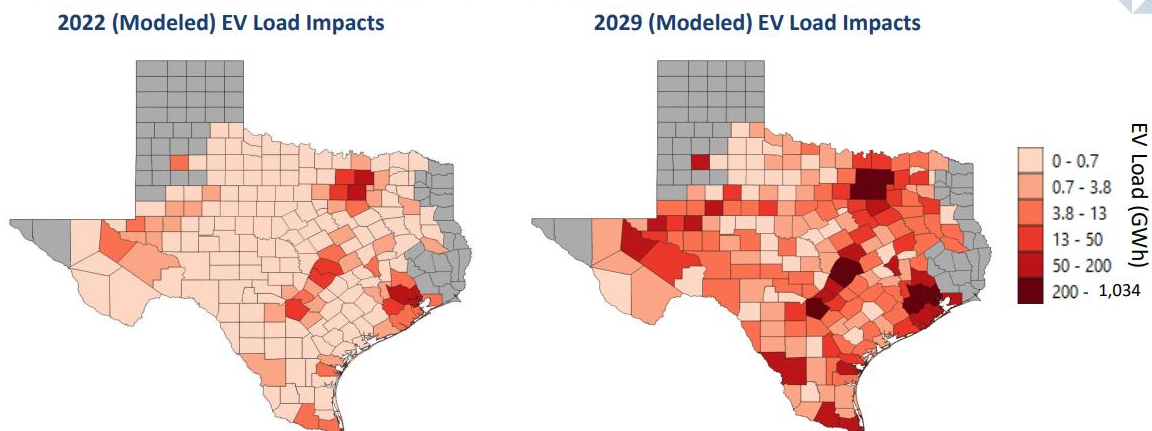 2022 (Modeled) EV Load Impacts
2029 (Modeled) EV Load Impacts
0 - 0.7
0.7 - 3.8
3.8 - 13
13 - 50
50 - 200
200 - 1,034
EV Load (GWh)